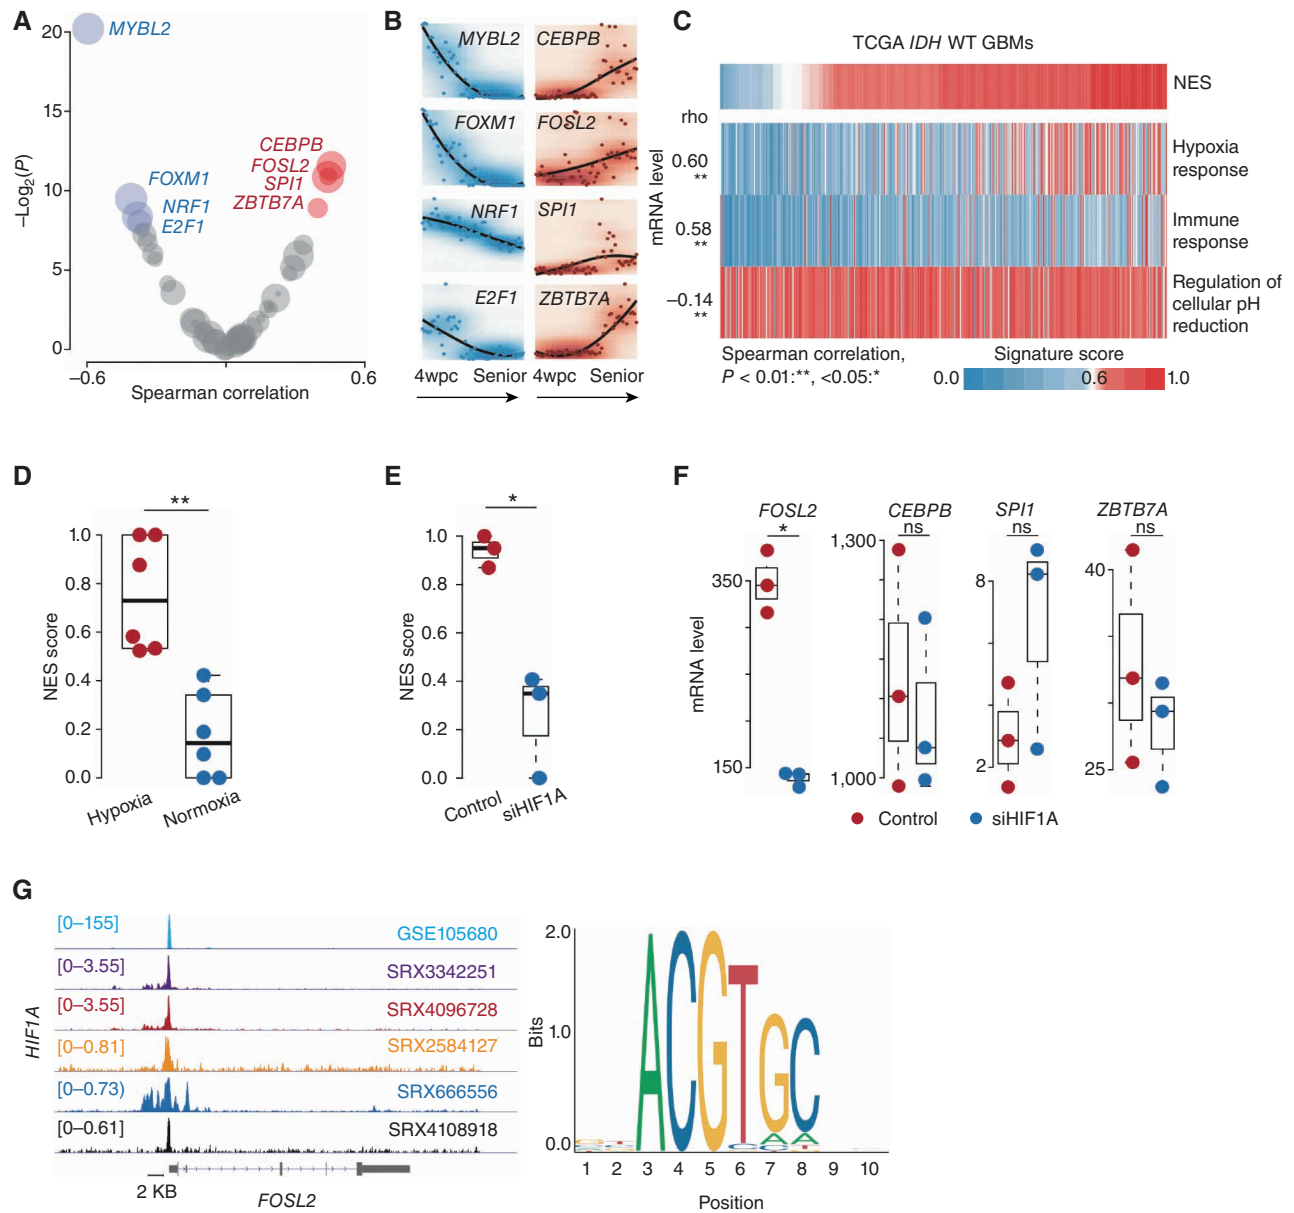 A
20
15
10
5
0
−Log2(P)
MYBL2
FOXM1
NRF1
E2F1
CEBPB
FOSL2
SPI1
ZBTB7A
−0.6
0.6
Spearman correlation
B
MYBL2
CEBPB
FOXM1
FOSL2
NRF1
SPI1
E2F1
ZBTB7A
mRNA level
4wpc
Senior
4wpc
Senior
C
TCGA IDH WT GBMs
NES
rho
0.60
**
Hypoxia
response
0.58
**
Immune
response
−0.14
**
Regulation of
cellular pH
reduction
Spearman correlation,
P < 0.01:**, <0.05:*
Signature score
0.0
0.6
1.0
D
**
NES score
1.0
0.8
0.6
0.4
0.2
0.0
Hypoxia
Normoxia
E
*
NES score
1.0
0.8
0.6
0.4
0.2
0.0
Control
siHIF1A
F
mRNA level
FOSL2
*
350
150
CEBPB
ns
1,300
1,000
SPI1
ns
8
2
ZBTB7A
ns
40
25
Control
siHIF1A
G
HIF1A
[0–155]
GSE105680
[0–3.55]
SRX3342251
[0–3.55]
SRX4096728
[0–0.81]
SRX2584127
[0–0.73)
SRX666556
[0–0.61]
SRX4108918
2 KB
FOSL2
Bits
2.0
1.0
0.0
ACGTGC
1 2 3 4 5 6 7 8 9 10
Position